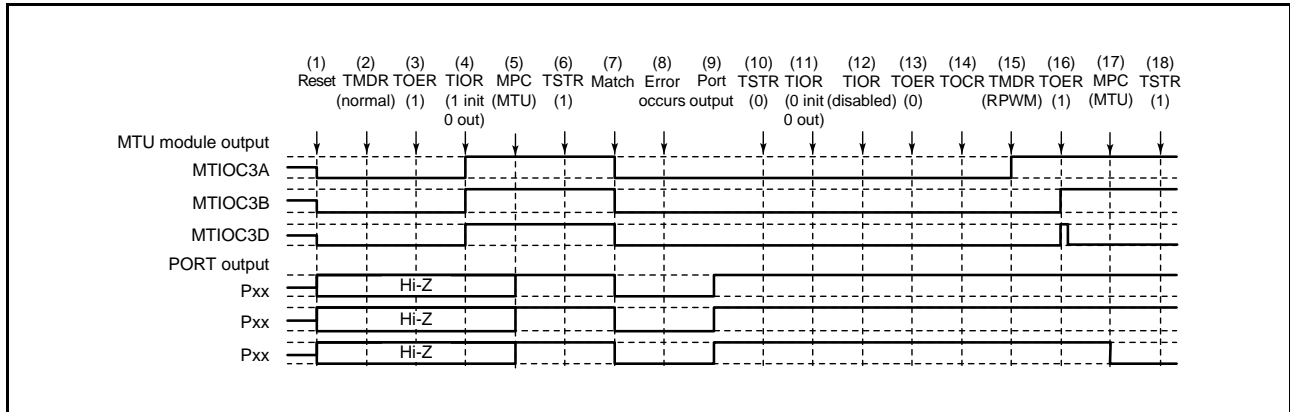 (1) (2) (3) (4) (5) (6) (7) (8) (9) (10) (11) (12) (13) (14) (15) (16) (17) (18)
Reset TMDR TOER TIOR MPC TSTR Match Error Port TSTR TIOR TIOR TOER TOCR TMDR TOER MPC TSTR
(normal) (1) (1 init (MTU) (1) occurs output (0) (0 init (disabled) (0) (RPWM) (1) (MTU) (1)
0 out) 0 out)
MTU module output
MTIOC3A
MTIOC3B
MTIOC3D
PORT output
Pxx Hi-Z
Pxx Hi-Z
Pxx Hi-Z